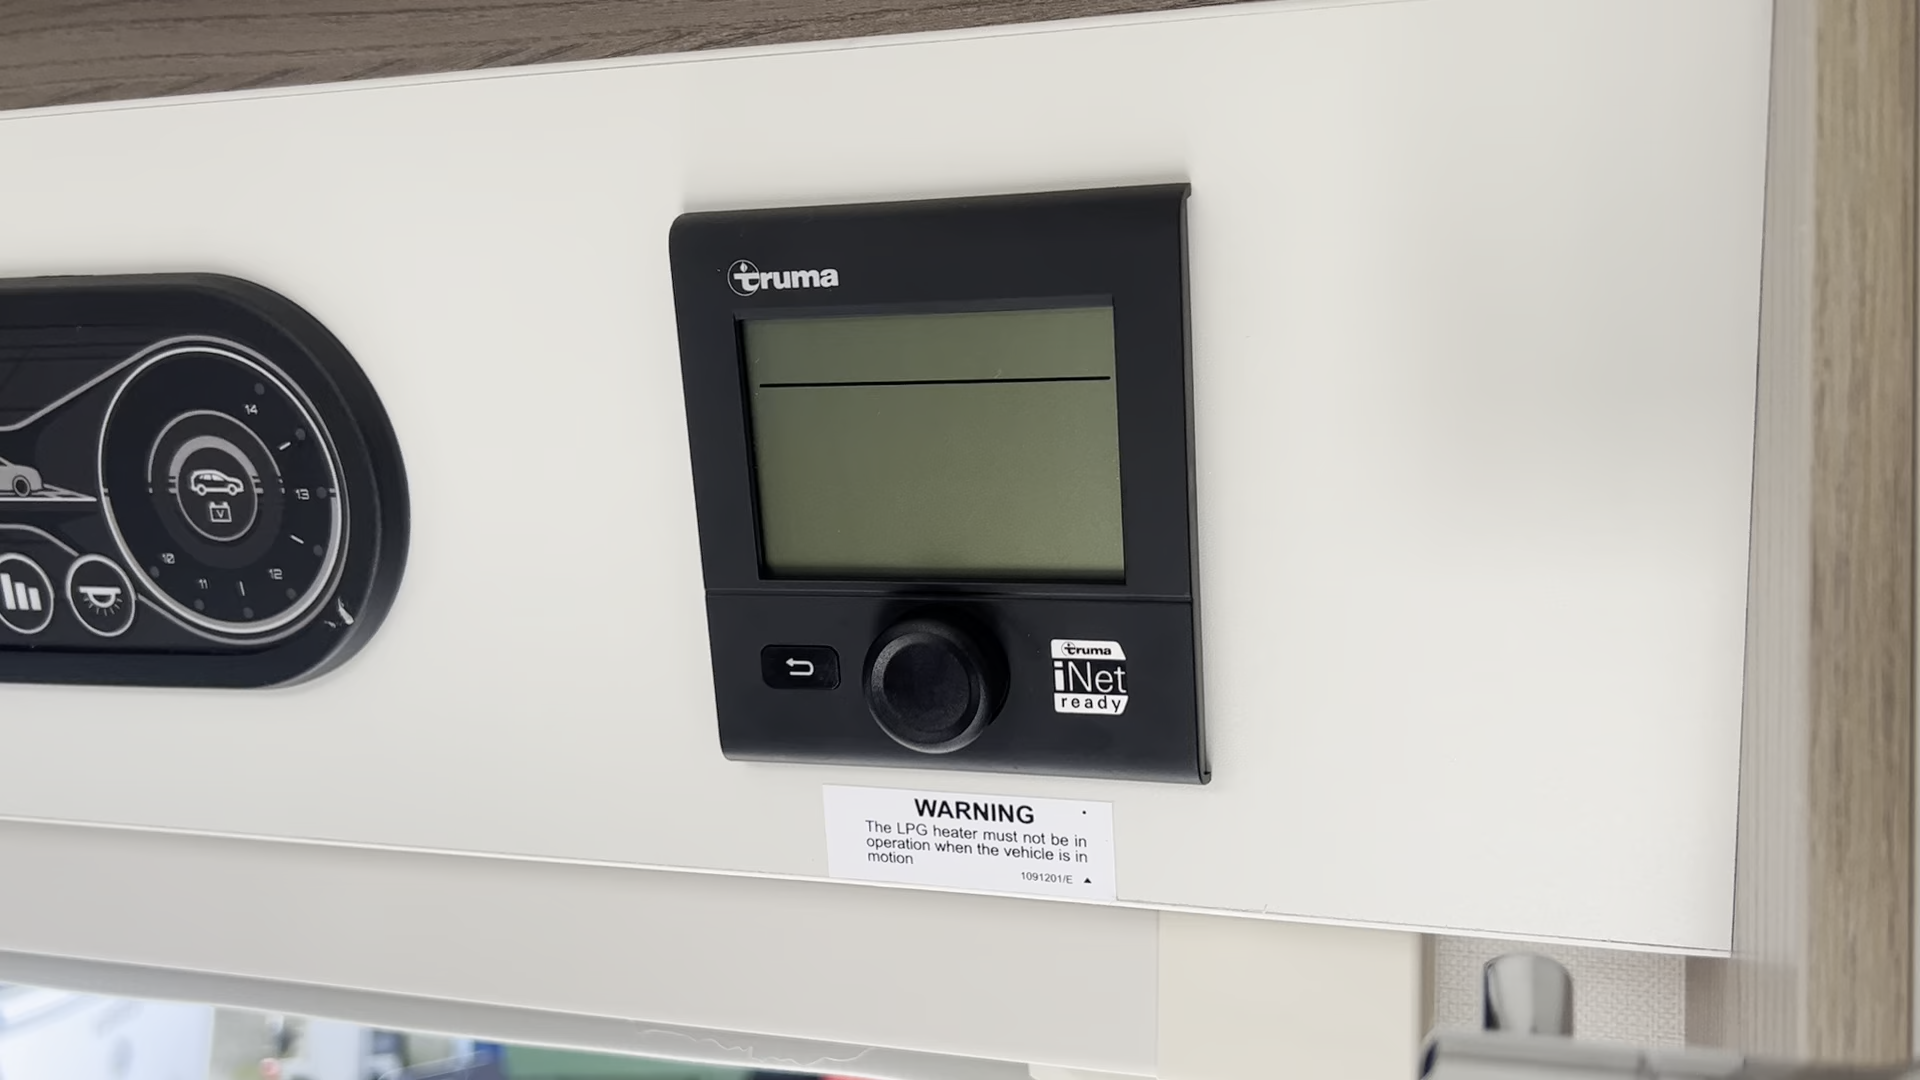 truma
14
13
12
11
10
V
truma
iNet
ready
WARNING
The LPG heater must not be in
operation when the vehicle is in
motion
1091201/E